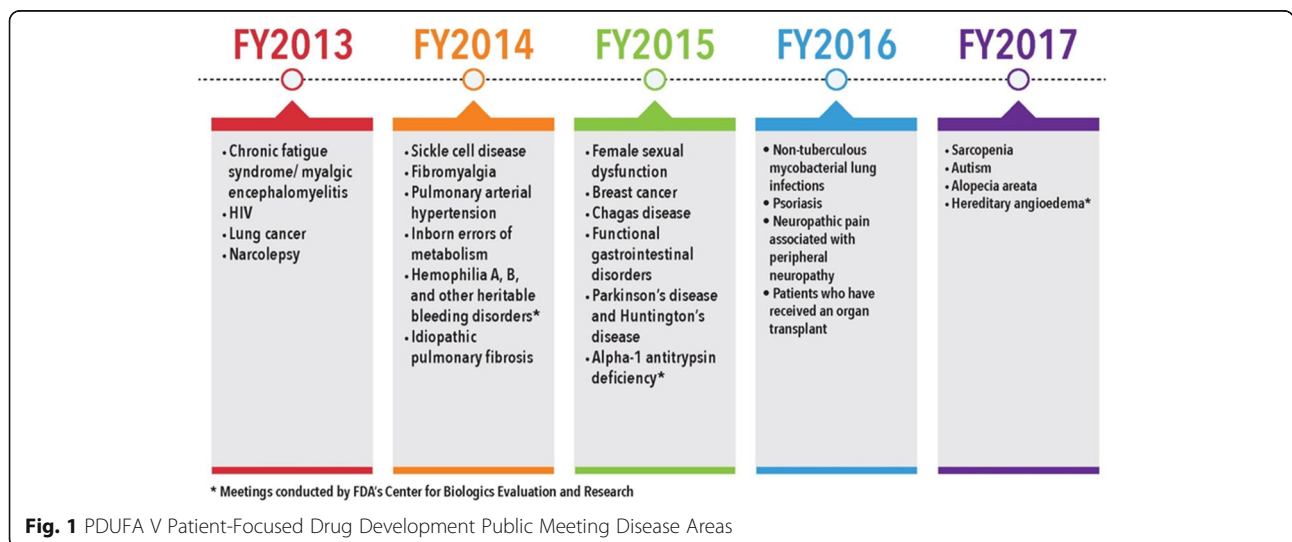 FY2013
FY2014
FY2015
FY2016
FY2017
• Chronic fatigue
syndrome/ myalgic
encephalomyelitis
• HIV
• Lung cancer
• Narcolepsy
• Sickle cell disease
• Fibromyalgia
• Pulmonary arterial
hypertension
• Inborn errors of
metabolism
• Hemophilia A, B,
and other heritable
bleeding disorders*
• Idiopathic
pulmonary fibrosis
• Female sexual
dysfunction
• Breast cancer
• Chagas disease
• Functional
gastrointestinal
disorders
• Parkinson's disease
and Huntington's
disease
• Alpha-1 antitrypsin
deficiency*
• Non-tuberculous
mycobacterial lung
infections
• Psoriasis
• Neuropathic pain
associated with
peripheral
neuropathy
• Patients who have
received an organ
transplant
• Sarcopenia
• Autism
• Alopecia areata
• Hereditary angioedema*
* Meetings conducted by FDA's Center for Biologics Evaluation and Research
Fig. 1 PDUFA V Patient-Focused Drug Development Public Meeting Disease Areas